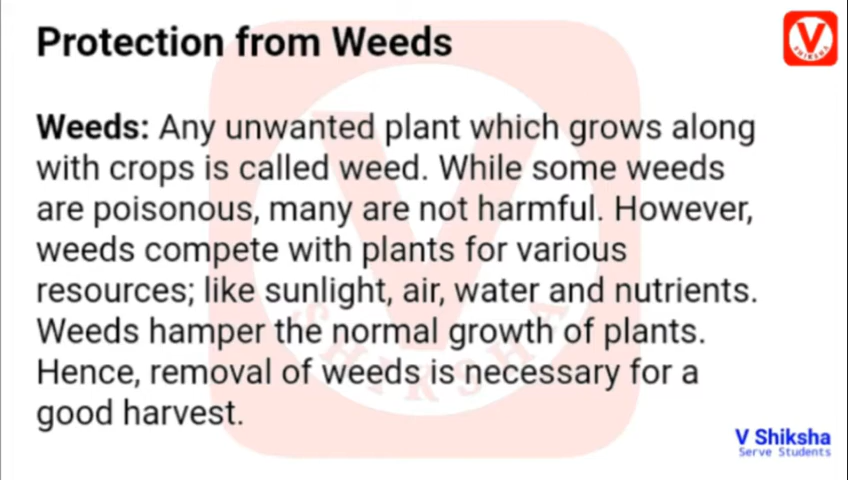 Protection from Weeds
V
SHIKSHA
Weeds: Any unwanted plant which grows along
with crops is called weed. While some weeds
are poisonous, many are not harmful. However,
weeds compete with plants for various
resources; like sunlight, air, water and nutrients.
Weeds hamper the normal growth of plants.
Hence, removal of weeds is necessary for a
good harvest.
V
SHIKSHA
V Shiksha
Serve Students